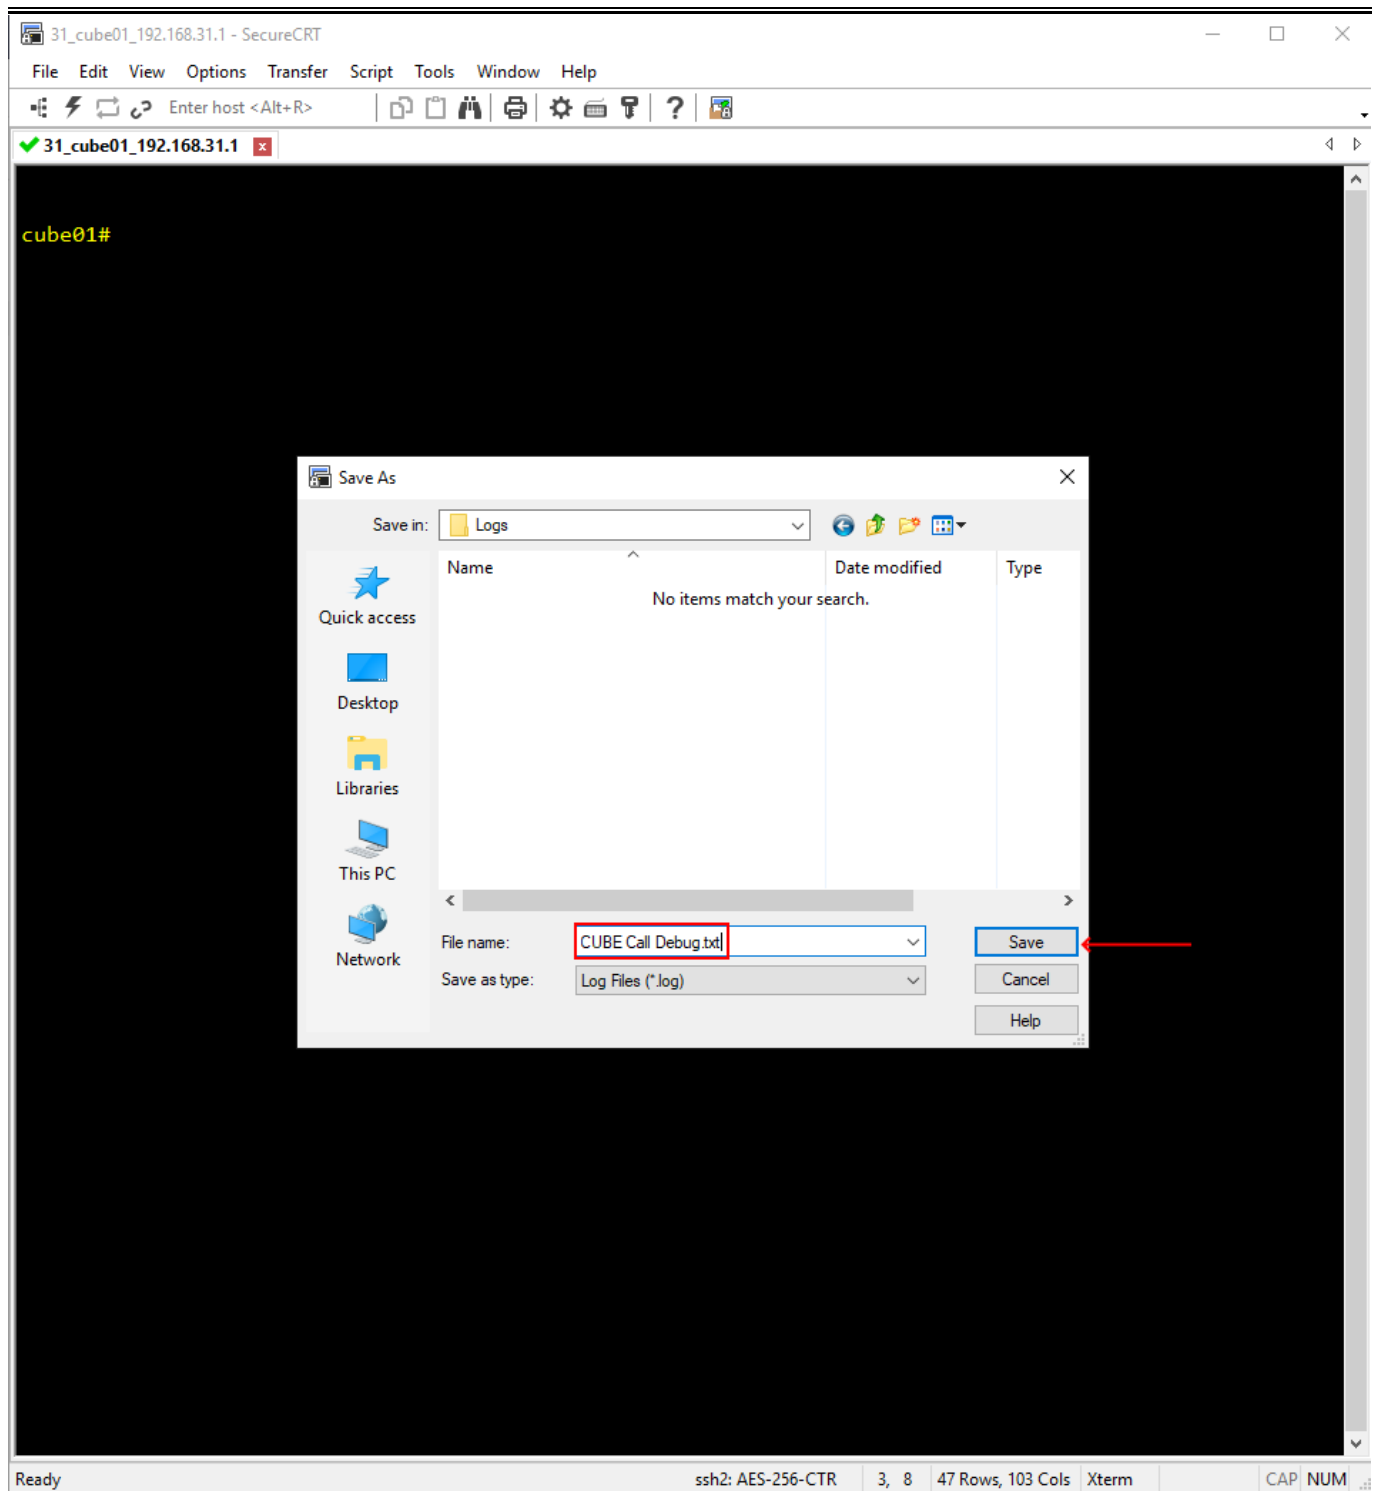 31_cube01_192.168.31.1 - SecureCRT
File Edit View Options Transfer Script Tools Window Help
Enter host <Alt+R>
31_cube01_192.168.31.1
cube01#
Save As
Save in: Logs
Name Date modified Type
No items match your search.
Quick access
Desktop
Libraries
This PC
Network
File name: CUBE Call Debug.txt Save
Save as type: Log Files (*.log) Cancel
Help
Ready ssh2: AES-256-CTR 3, 8 47 Rows, 103 Cols Xterm CAP NUM